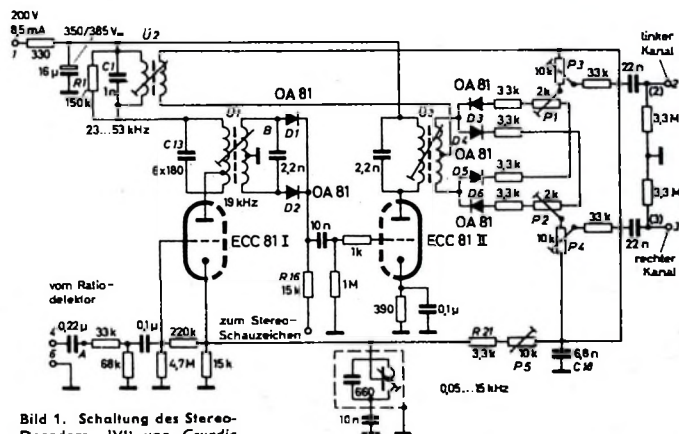 200 V
8,5 mA
350/385 V=
Ü2
1
330
16 µ
R1
150k
C1
1n
23...53 kHz
OA 81
Ü1
B
D1
C13
6x180
2,2n
D2
OA 81
19 kHz
ECC 81 I
10n
1k
R16
15k
1M
zum Stereo-
Schauzeichen
Ü3
2,2n
ECC 81 II
390
0,1µ
OA 81
D3
3,3k
2k
P1
D4
3,3k
OA 81
D5
3,3k
D6
3,3k
2k
OA 81
P2
10k
P3
33k
22n
linker
Kanal
2
(2)
3,3M
3,3M
10k
P4
33k
22n
(3)
3
rechter
Kanal
vom Ratio-
detektor
4
0,22µ
A
33k
0,1µ
220k
6
68k
4,7M
15k
660
10n
R21
3,3k
10k
P5
6,8n
C18
0,05...15 kHz
Bild 1. Schaltung des Stereo-